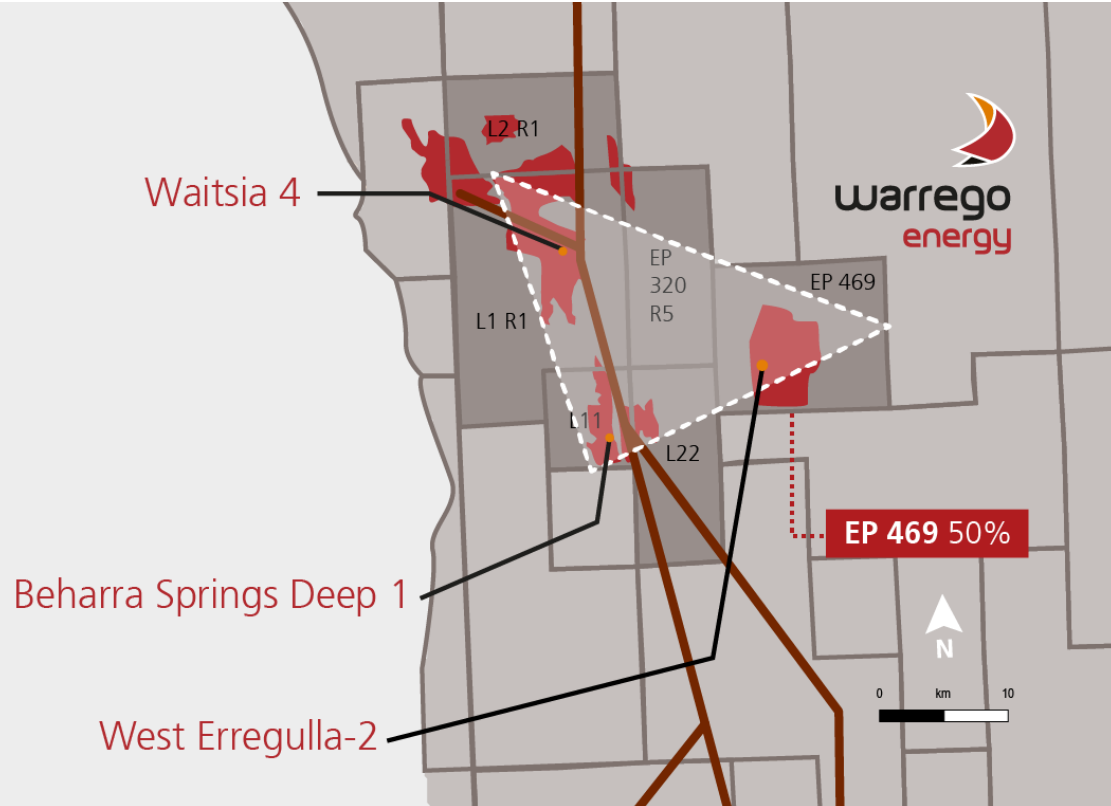 L2 R1
Waitsia 4
warrego
energy
EP
320
R5
EP 469
L1 R1
L11
L22
EP 469 50%
Beharra Springs Deep 1
N
0 km 10
West Erregulla-2